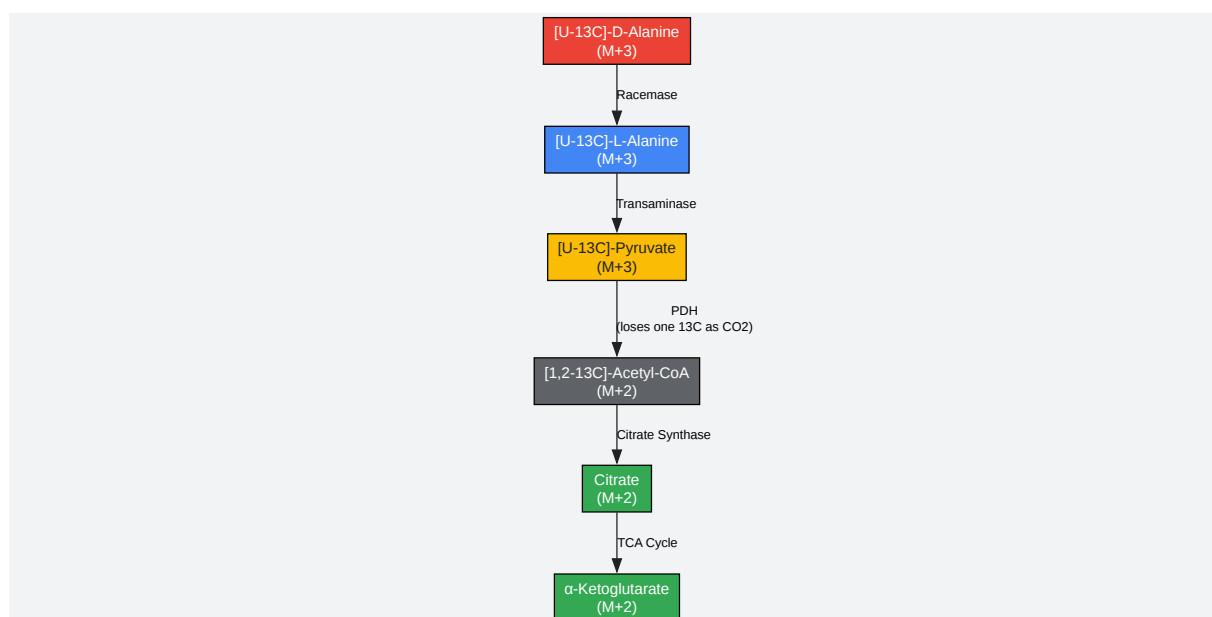 [U-13C]-D-Alanine
(M+3)
Racemase
[U-13C]-L-Alanine
(M+3)
Transaminase
[U-13C]-Pyruvate
(M+3)
PDH
(loses one 13C as CO2)
[1,2-13C]-Acetyl-CoA
(M+2)
Citrate Synthase
Citrate
(M+2)
TCA Cycle
α-Ketoglutarate
(M+2)